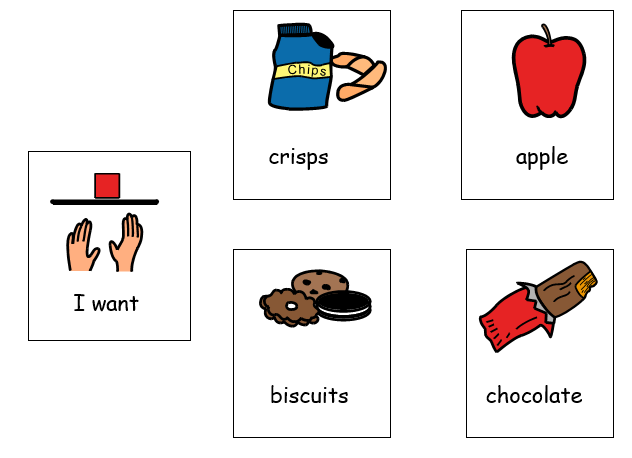 Chips
crisps
apple
I want
biscuits
chocolate